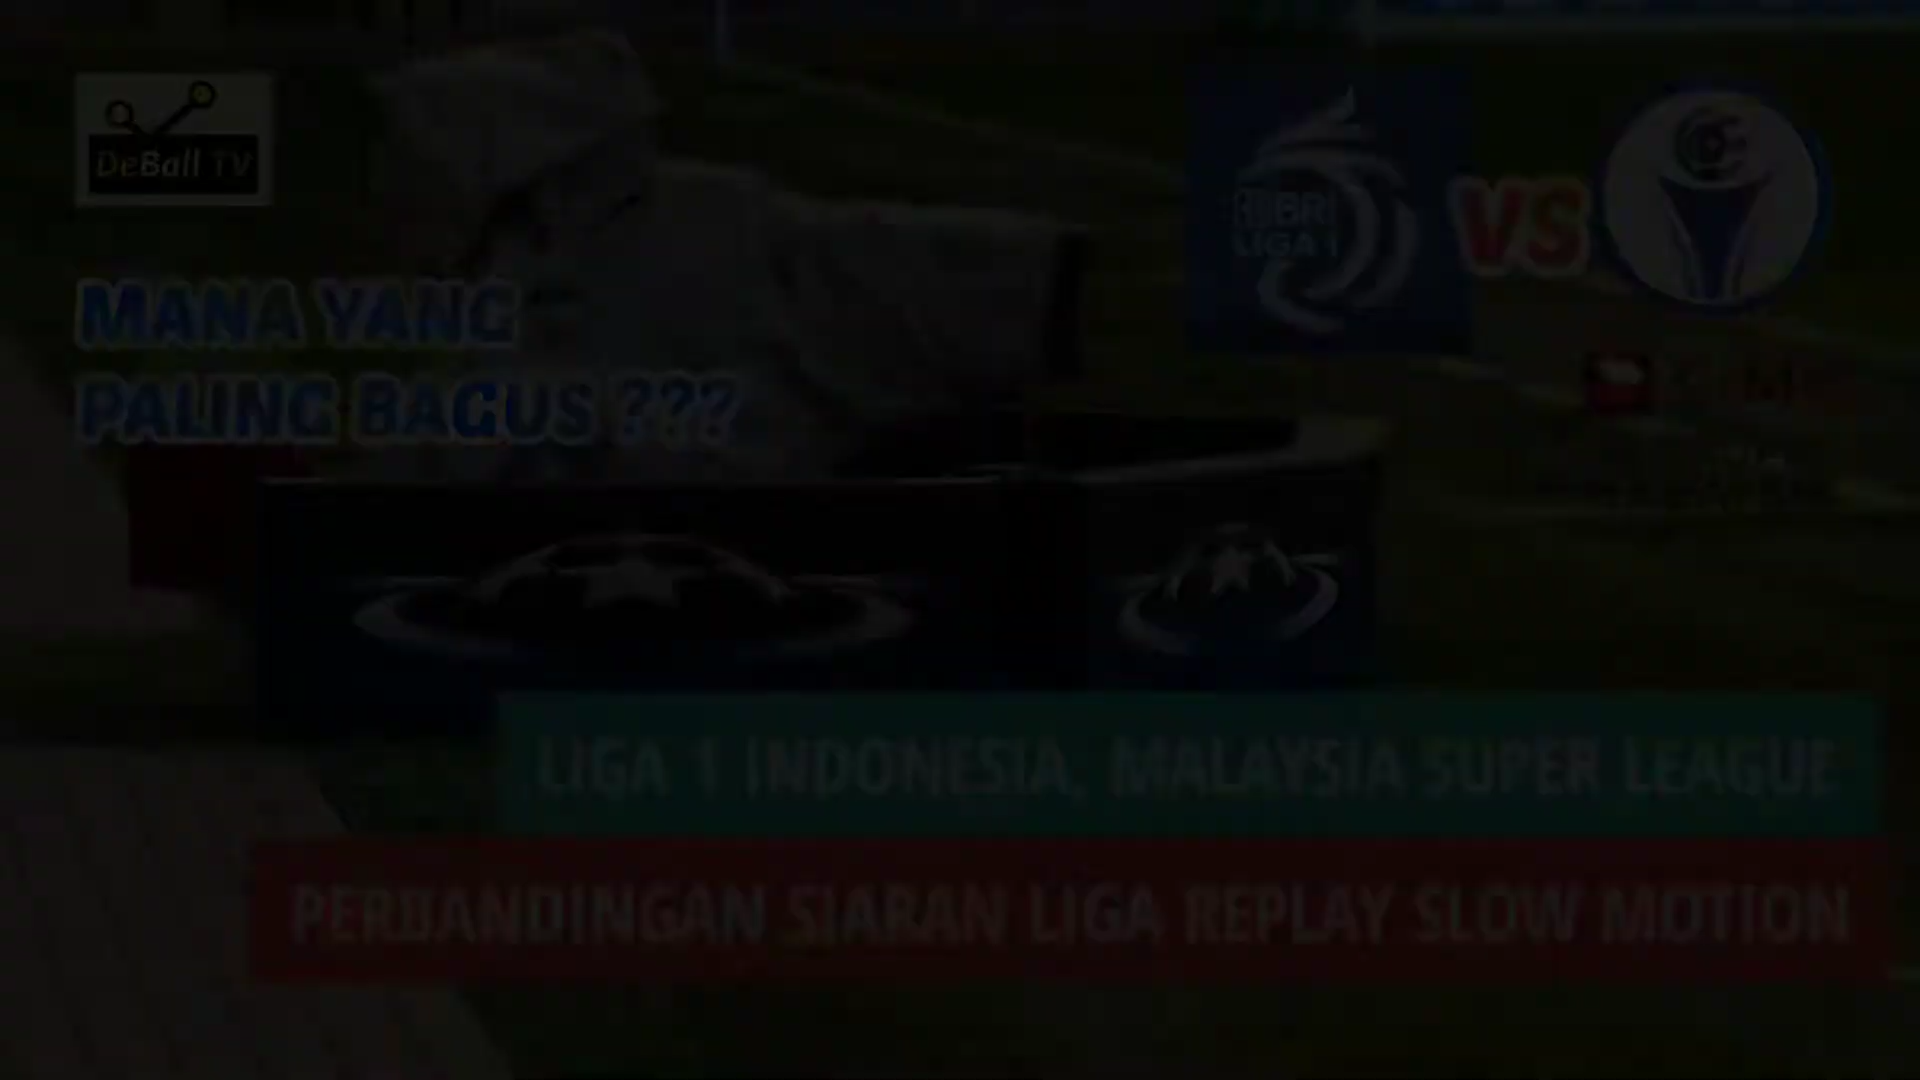 DeBall TV
BRI
LIGA 1
VS
MANA YANG
PALING BAGUS ???
LIGA 1 INDONESIA, MALAYSIA SUPER LEAGUE
PERBANDINGAN SIARAN LIGA REPLAY SLOW MOTION